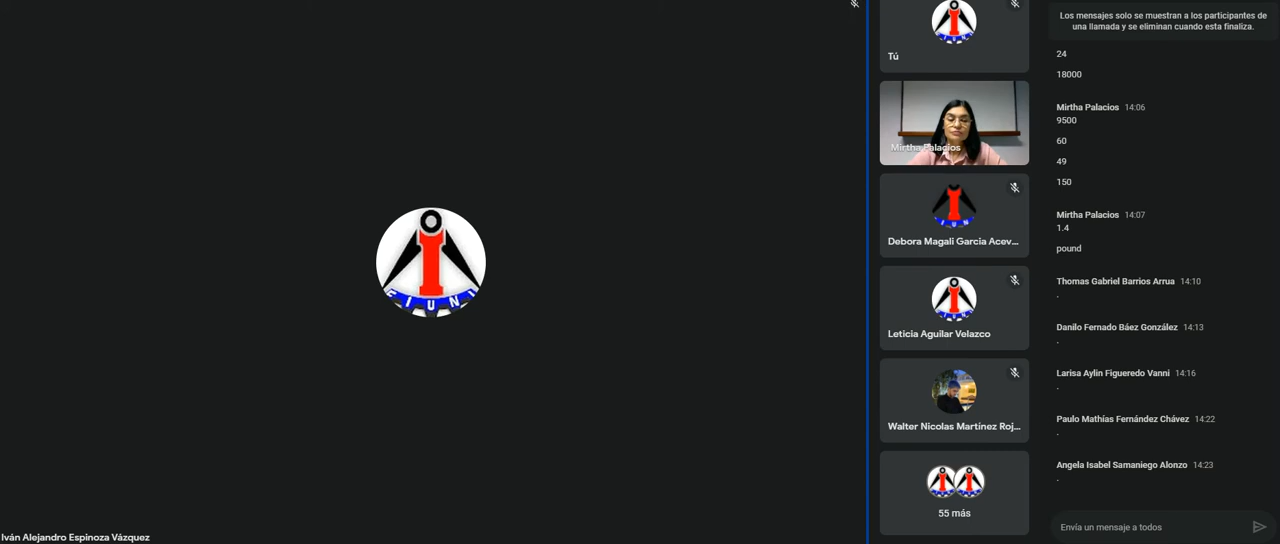 Iván Alejandro Espinoza Vázquez
EIUNI
Tú
Mirtha Palacios
Debora Magali Garcia Acev...
Leticia Aguilar Velazco
Walter Nicolas Martínez Roj...
55 más
Los mensajes solo se muestran a los participantes de
una llamada y se eliminan cuando esta finaliza.
24
18000
Mirtha Palacios 14:06
9500
60
49
150
Mirtha Palacios 14:07
1.4
pound
Thomas Gabriel Barrios Arrua 14:10
.
Danilo Fernado Báez González 14:13
.
Larisa Aylin Figueredo Vanni 14:16
.
Paulo Mathías Fernández Chávez 14:22
.
Angela Isabel Samaniego Alonzo 14:23
.
Envía un mensaje a todos